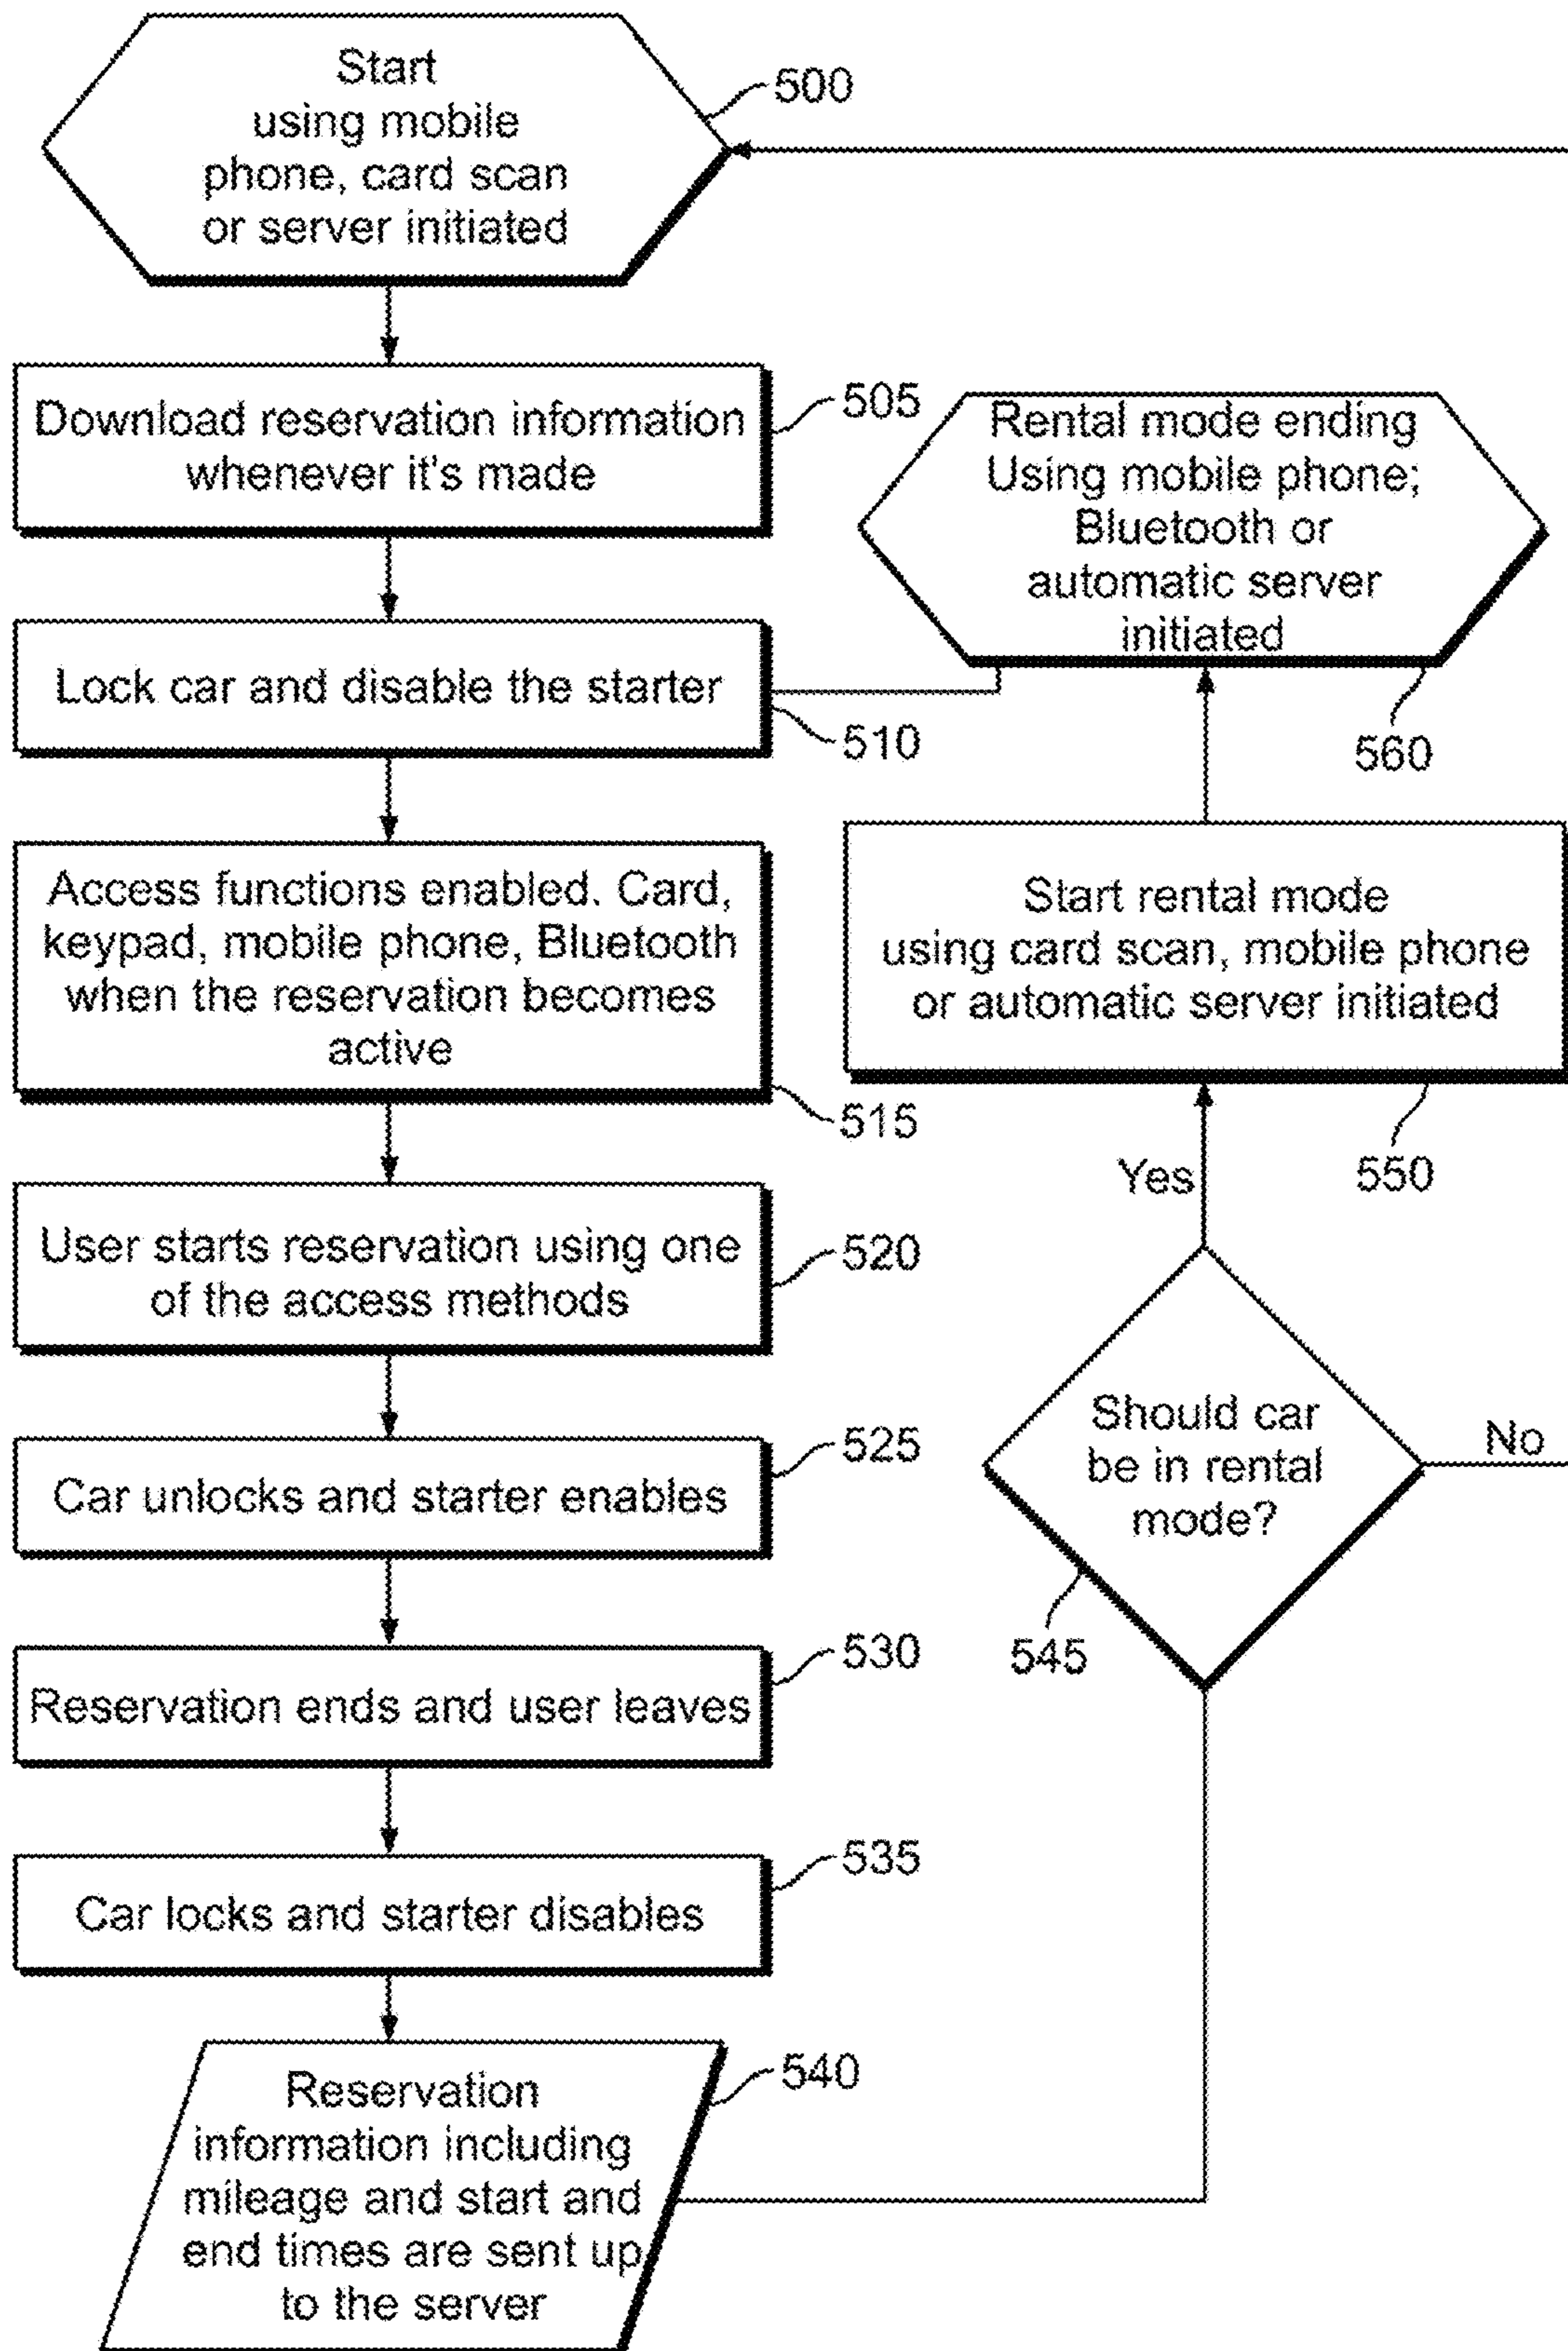 Start
using mobile
phone, card scan
or server initiated
500
Download reservation information
whenever it's made
505
Lock car and disable the starter
510
Access functions enabled. Card,
keypad, mobile phone, Bluetooth
when the reservation becomes
active
515
User starts reservation using one
of the access methods
520
Car unlocks and starter enables
525
Reservation ends and user leaves
530
Car locks and starter disables
535
Reservation
information including
mileage and start and
end times are sent up
to the server
540
Should car
be in rental
mode?
545
No
Yes
Start rental mode
using card scan, mobile phone
or automatic server initiated
550
Rental mode ending
Using mobile phone;
Bluetooth or
automatic server
initiated
560